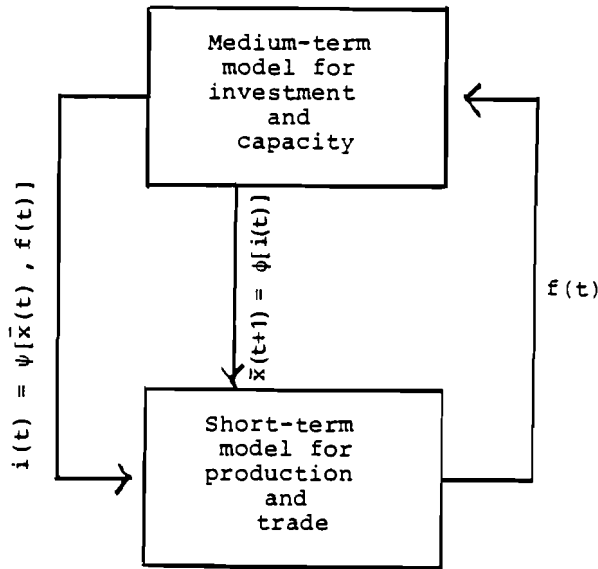 Medium-term
model for
investment
and
capacity
i(t) = ψ[x̄(t) , f(t)]
x̄(t+1) = φ[i(t)]
f(t)
Short-term
model for
production
and
trade